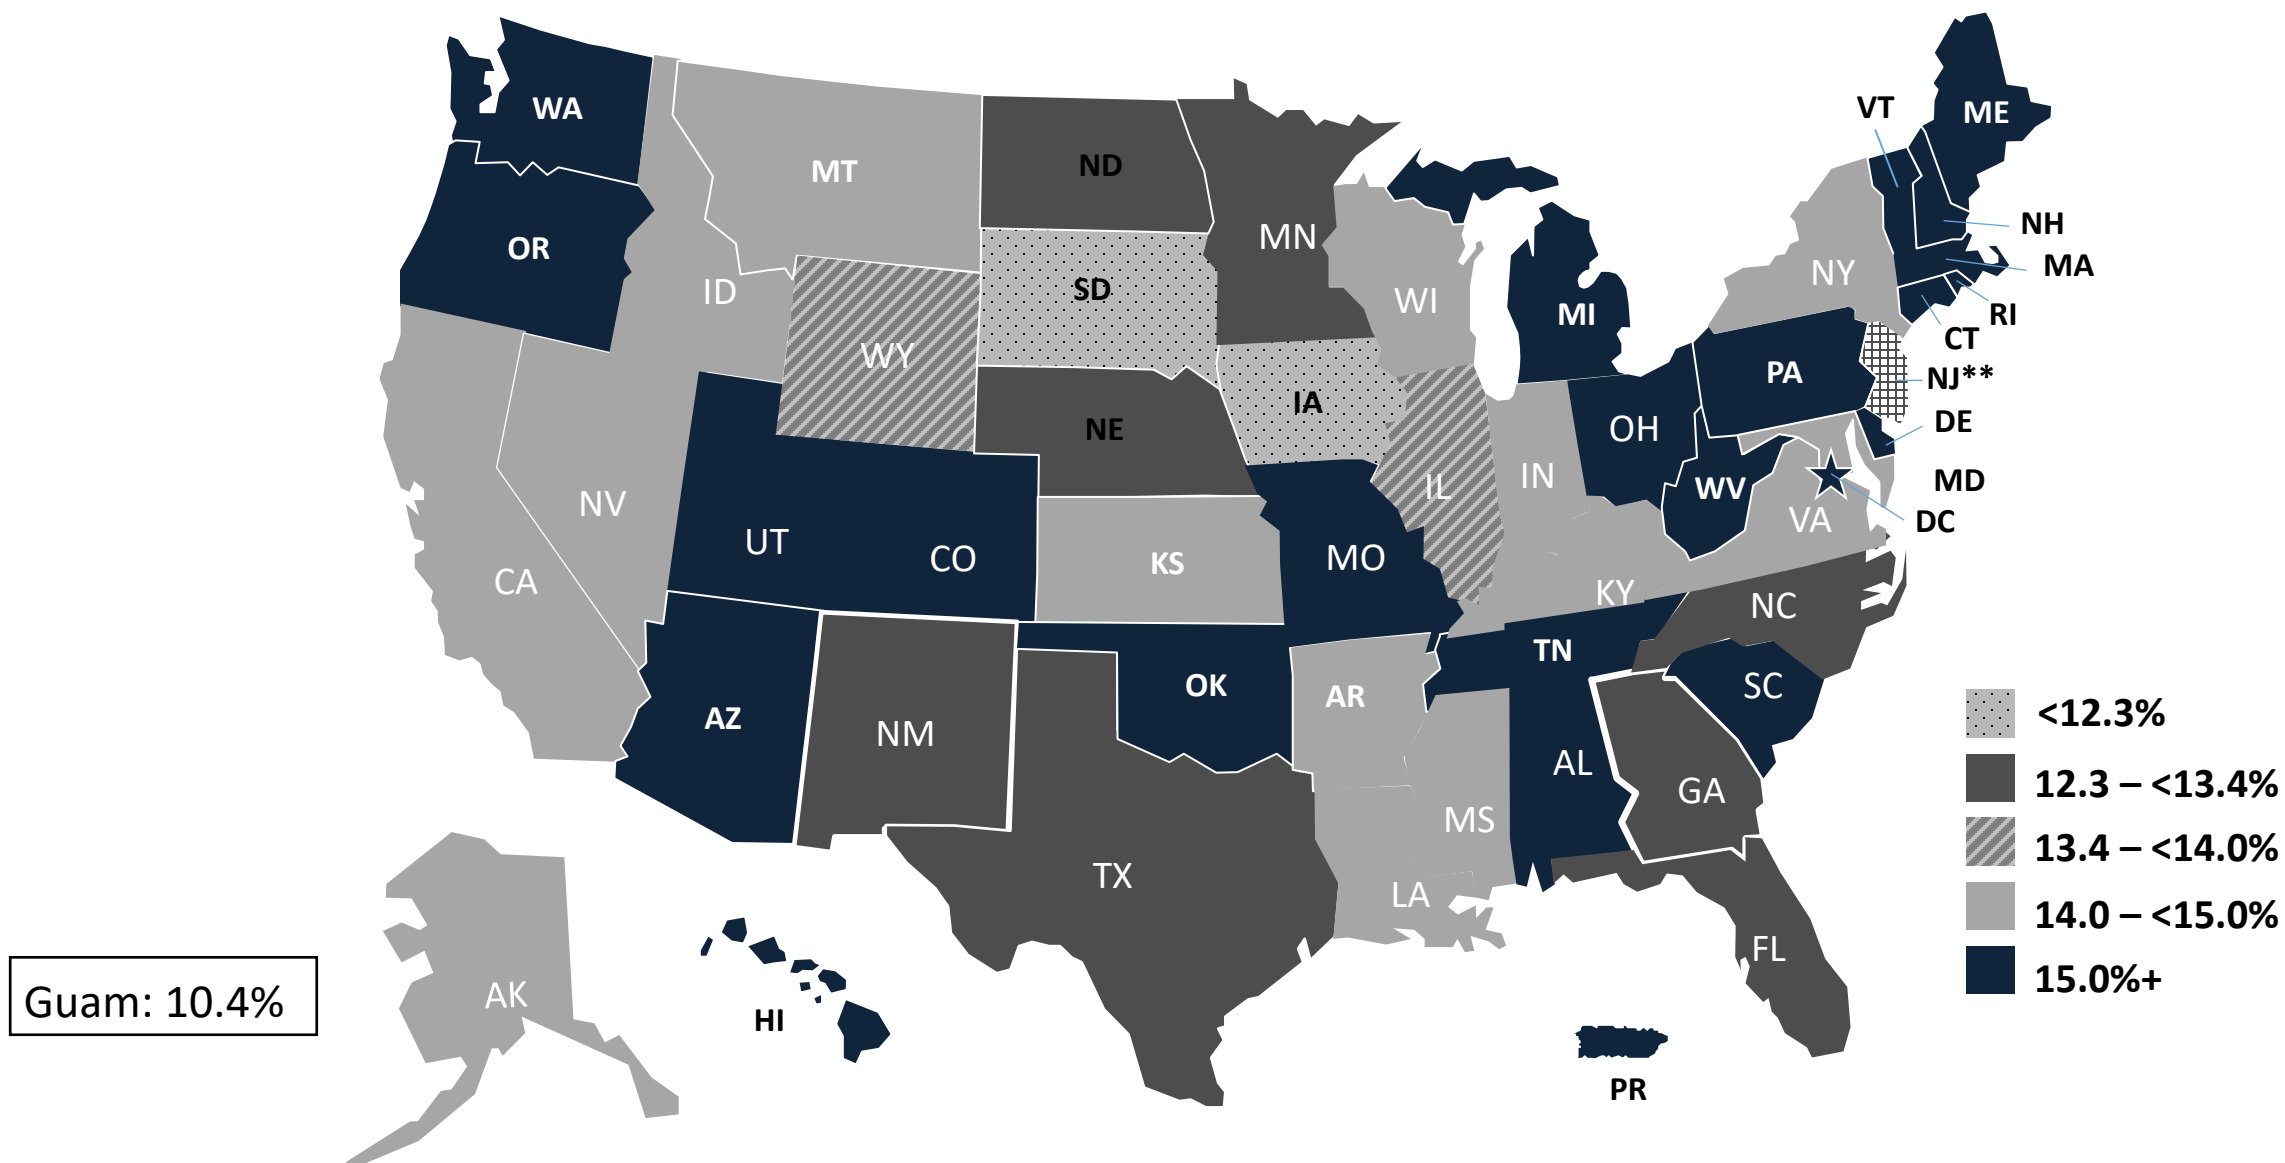 WA
VT
ME
MT
ND
NH
MN
OR
MA
NY
SD
ID
WI
MI
RI
CT
WY
PA
NJ**
IA
DE
NE
OH
IN
MD
IL
WV
NV
VA
DC
UT
CO
MO
KS
CA
KY
NC
TN
OK
SC
AR
AZ
NM
<12.3%
AL
GA
12.3 – <13.4%
MS
13.4 – <14.0%
TX
LA
14.0 – <15.0%
FL
15.0%+
AK
Guam: 10.4%
HI
PR